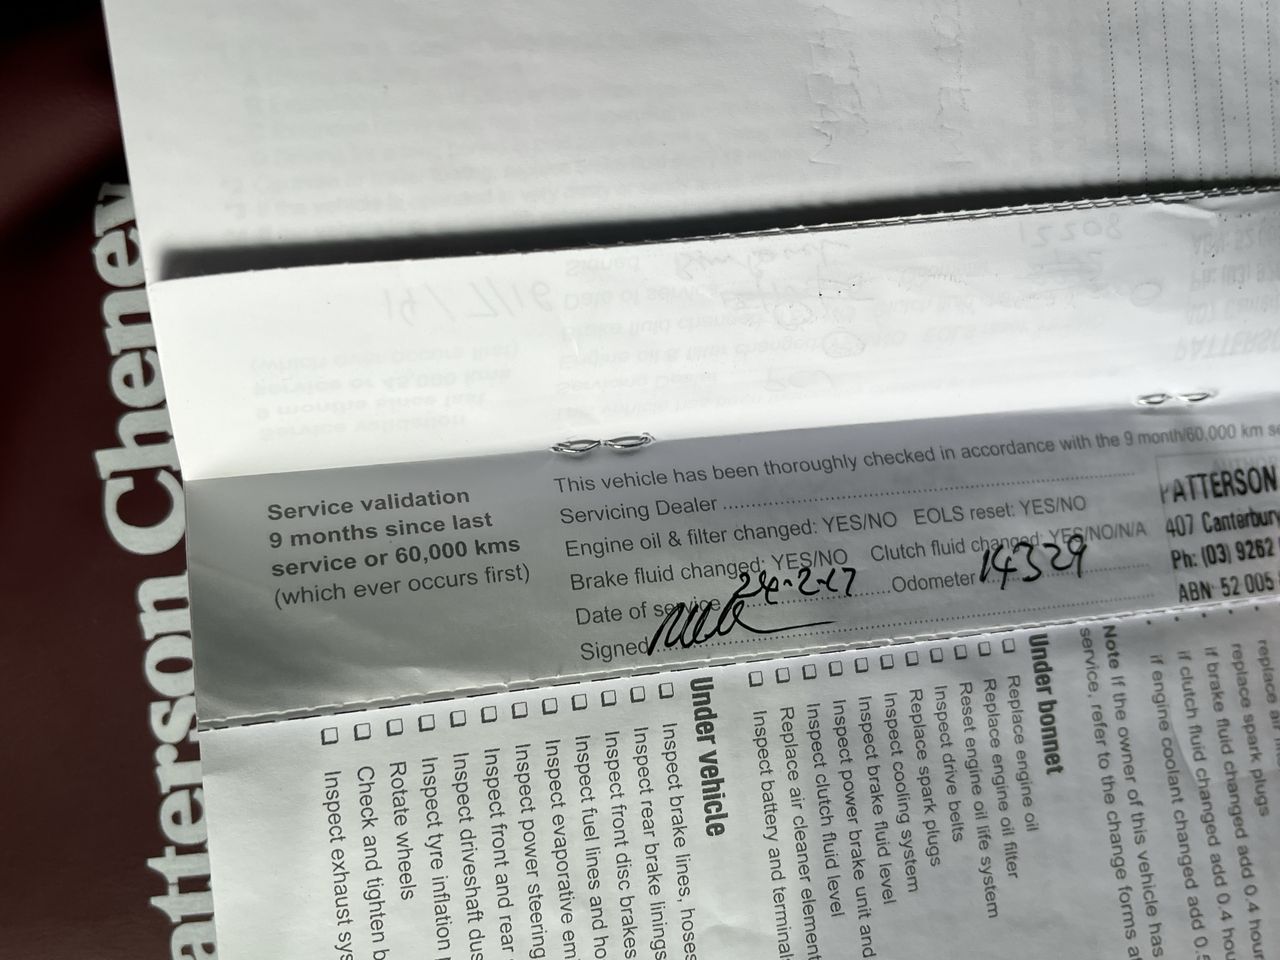 Patterson Cheney
Service validation
9 months since last
service or 60,000 kms
(which ever occurs first)
This vehicle has been thoroughly checked in accordance with the 9 month/60,000 km
Servicing Dealer
Engine oil & filter changed: YES/NO EOLS reset: YES/NO
Brake fluid changed: YES/NO Clutch fluid changed: YES/NO/N/A
Date of service 24-2-17 Odometer 14329
Signed
PATTERSON
407 Canterbury
Ph: (03) 9262
ABN: 52 005
replace spark plugs
if brake fluid changed add 0.4 hour
if clutch fluid changed add 0.4
if engine coolant changed add 0.5
Note If the owner of this vehicle has
service, refer to the change forms at
Under bonnet
☐ Replace engine oil
☐ Replace engine oil filter
☐ Reset engine oil life system
☐ Inspect drive belts
☐ Replace spark plugs
☐ Inspect cooling system
☐ Inspect brake fluid level
☐ Inspect power brake unit and
☐ Inspect clutch fluid level
☐ Replace air cleaner element
☐ Inspect battery and terminal
Under vehicle
☐ Inspect brake lines, hoses
☐ Inspect rear brake linings
☐ Inspect front disc brakes
☐ Inspect fuel lines and
☐ Inspect evaporative
☐ Inspect power steering
☐ Inspect front and rear
☐ Inspect driveshaft
☐ Inspect tyre inflation
☐ Rotate wheels
☐ Check and tighten
☐ Inspect exhaust